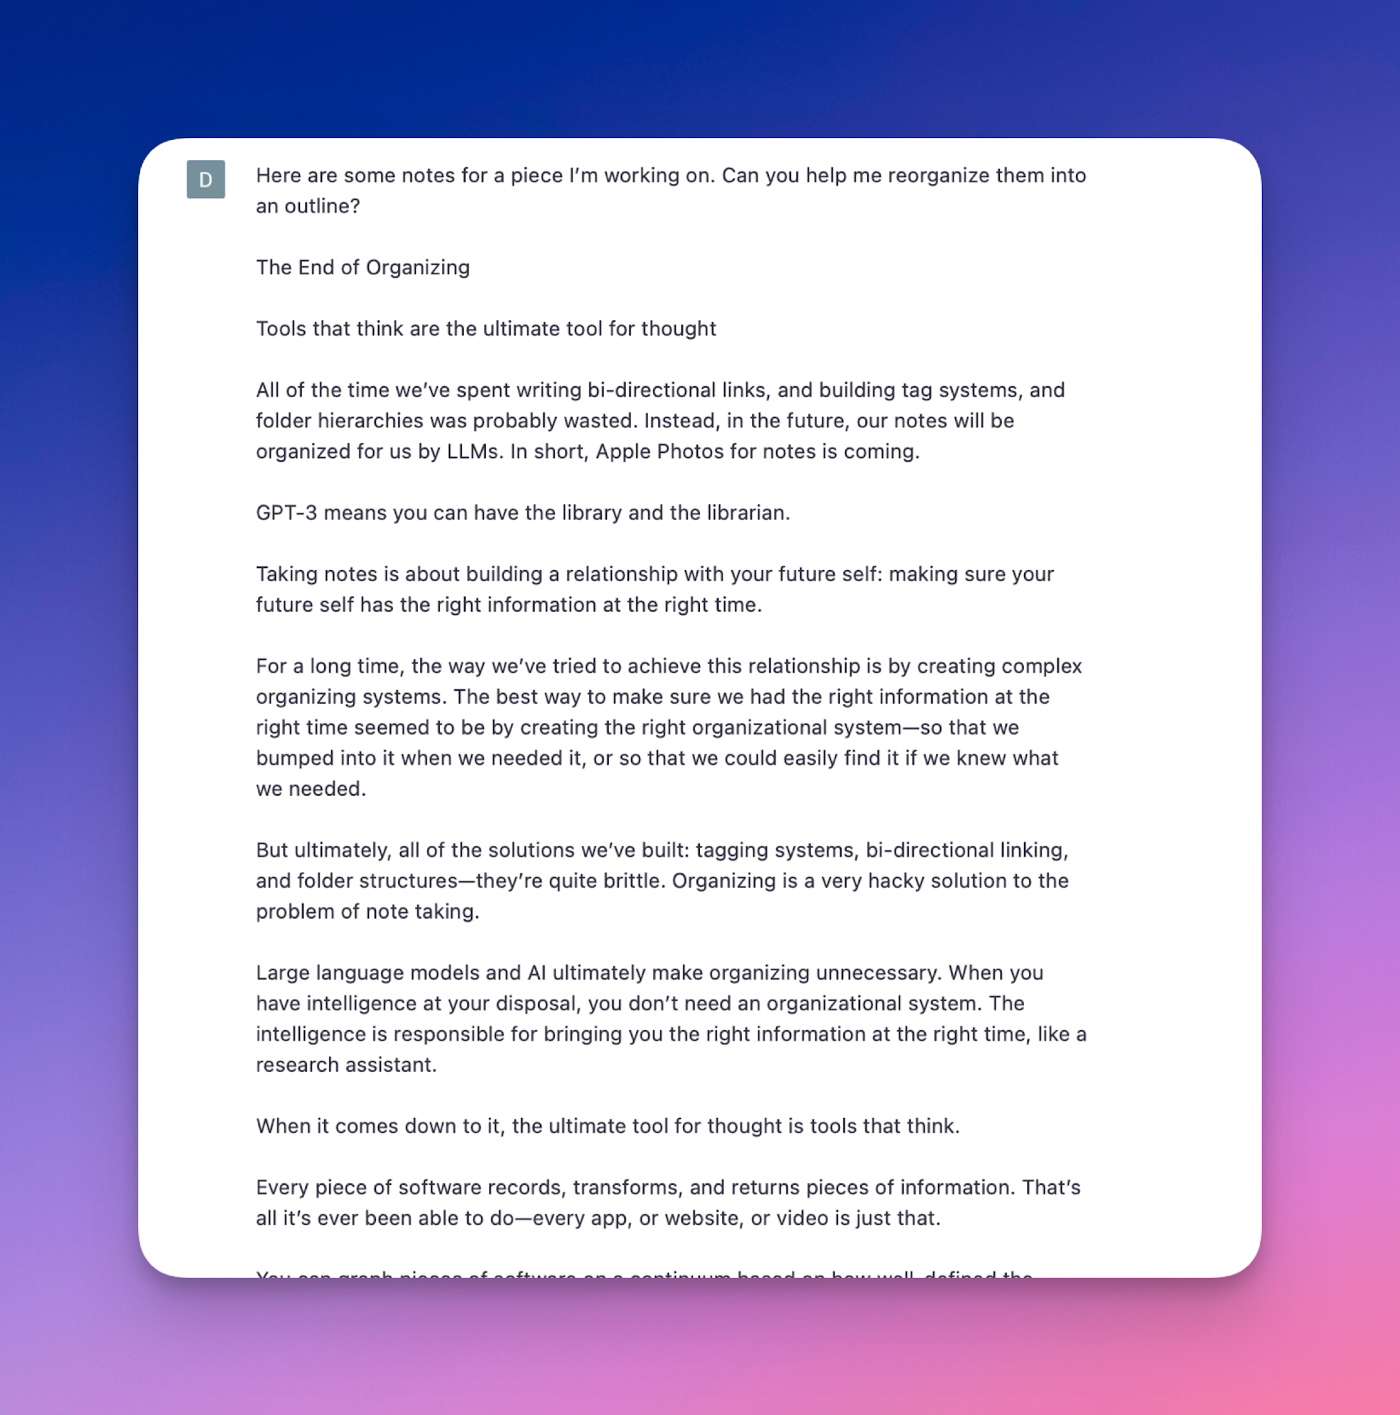 D
Here are some notes for a piece I’m working on. Can you help me reorganize them into
an outline?
The End of Organizing
Tools that think are the ultimate tool for thought
All of the time we’ve spent writing bi-directional links, and building tag systems, and
folder hierarchies was probably wasted. Instead, in the future, our notes will be
organized for us by LLMs. In short, Apple Photos for notes is coming.
GPT-3 means you can have the library and the librarian.
Taking notes is about building a relationship with your future self: making sure your
future self has the right information at the right time.
For a long time, the way we’ve tried to achieve this relationship is by creating complex
organizing systems. The best way to make sure we had the right information at the
right time seemed to be by creating the right organizational system—so that we
bumped into it when we needed it, or so that we could easily find it if we knew what
we needed.
But ultimately, all of the solutions we’ve built: tagging systems, bi-directional linking,
and folder structures—they’re quite brittle. Organizing is a very hacky solution to the
problem of note taking.
Large language models and AI ultimately make organizing unnecessary. When you
have intelligence at your disposal, you don’t need an organizational system. The
intelligence is responsible for bringing you the right information at the right time, like a
research assistant.
When it comes down to it, the ultimate tool for thought is tools that think.
Every piece of software records, transforms, and returns pieces of information. That’s
all it’s ever been able to do—every app, or website, or video is just that.
You can graph pieces of software on a continuum based on how well-defined the